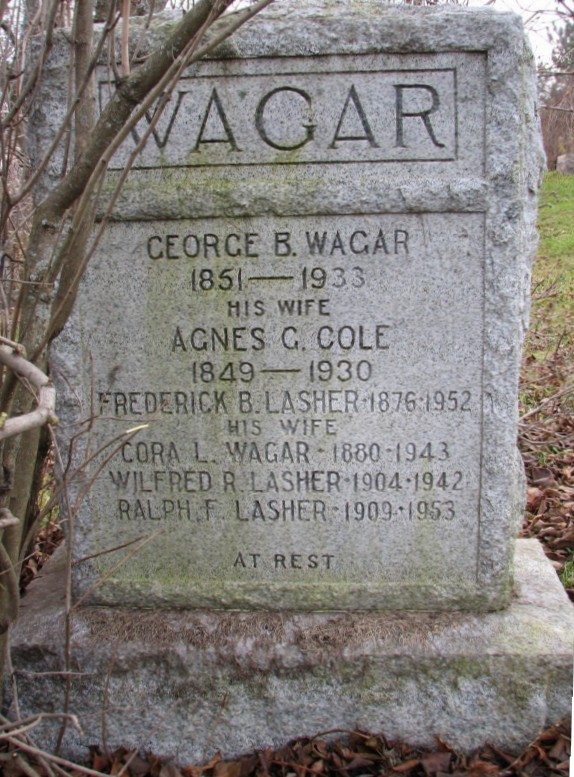 WAGAR
GEORGE B. WAGAR
1851 — 1933
HIS WIFE
AGNES G. COLE
1849 — 1930
FREDERICK B. LASHER · 1876 · 1952
HIS WIFE
CORA L. WAGAR · 1880 · 1943
WILFRED R. LASHER · 1904 · 1942
RALPH F. LASHER · 1909 · 1953
AT REST